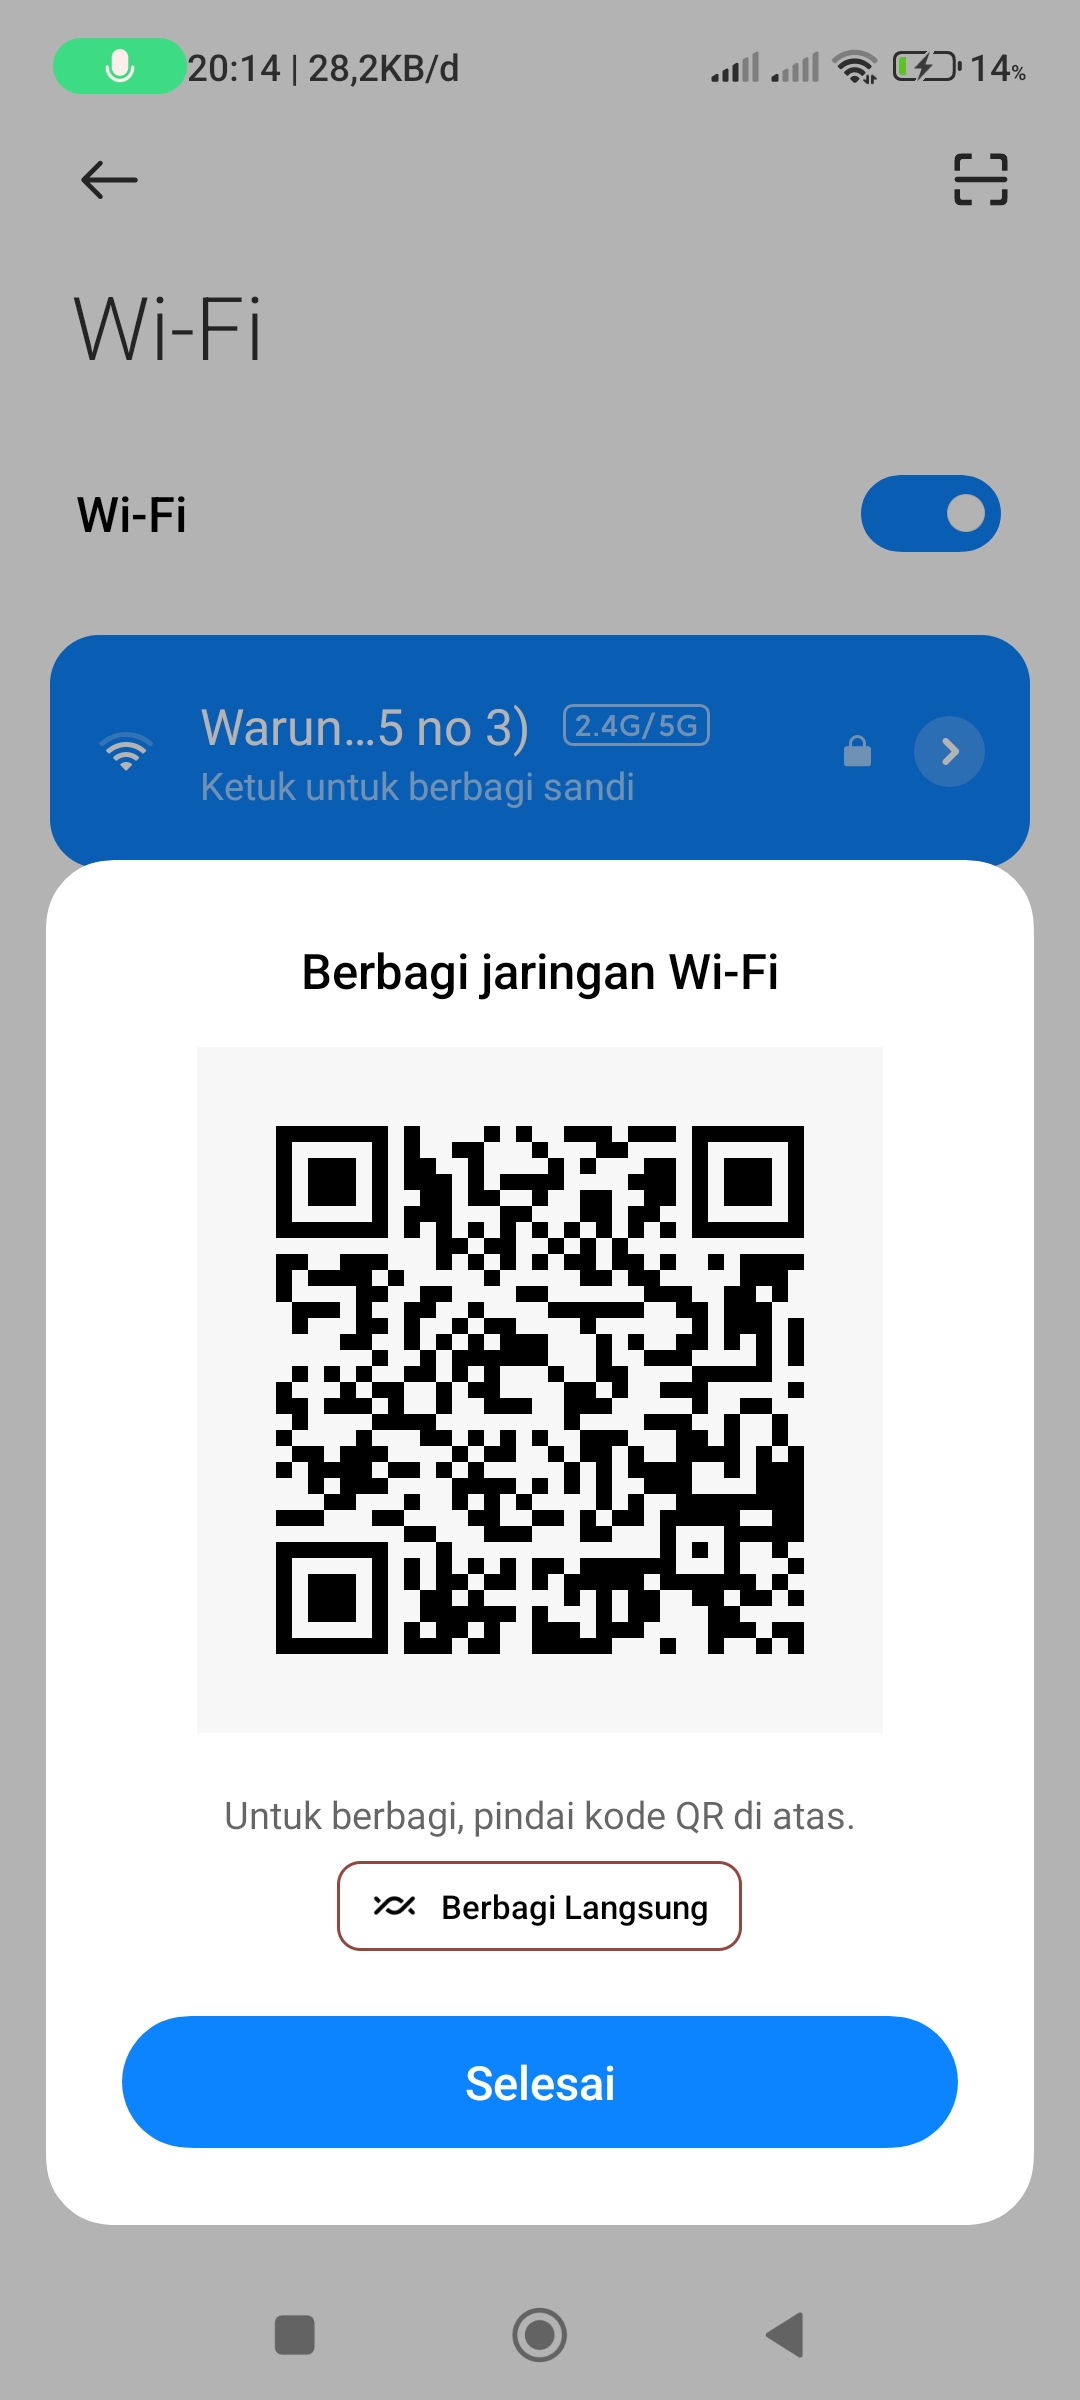 20:14 | 28,2KB/d
14%
Wi-Fi
Wi-Fi
Warun...5 no 3) 2.4G/5G
Ketuk untuk berbagi sandi
Berbagi jaringan Wi-Fi
Untuk berbagi, pindai kode QR di atas.
Berbagi Langsung
Selesai